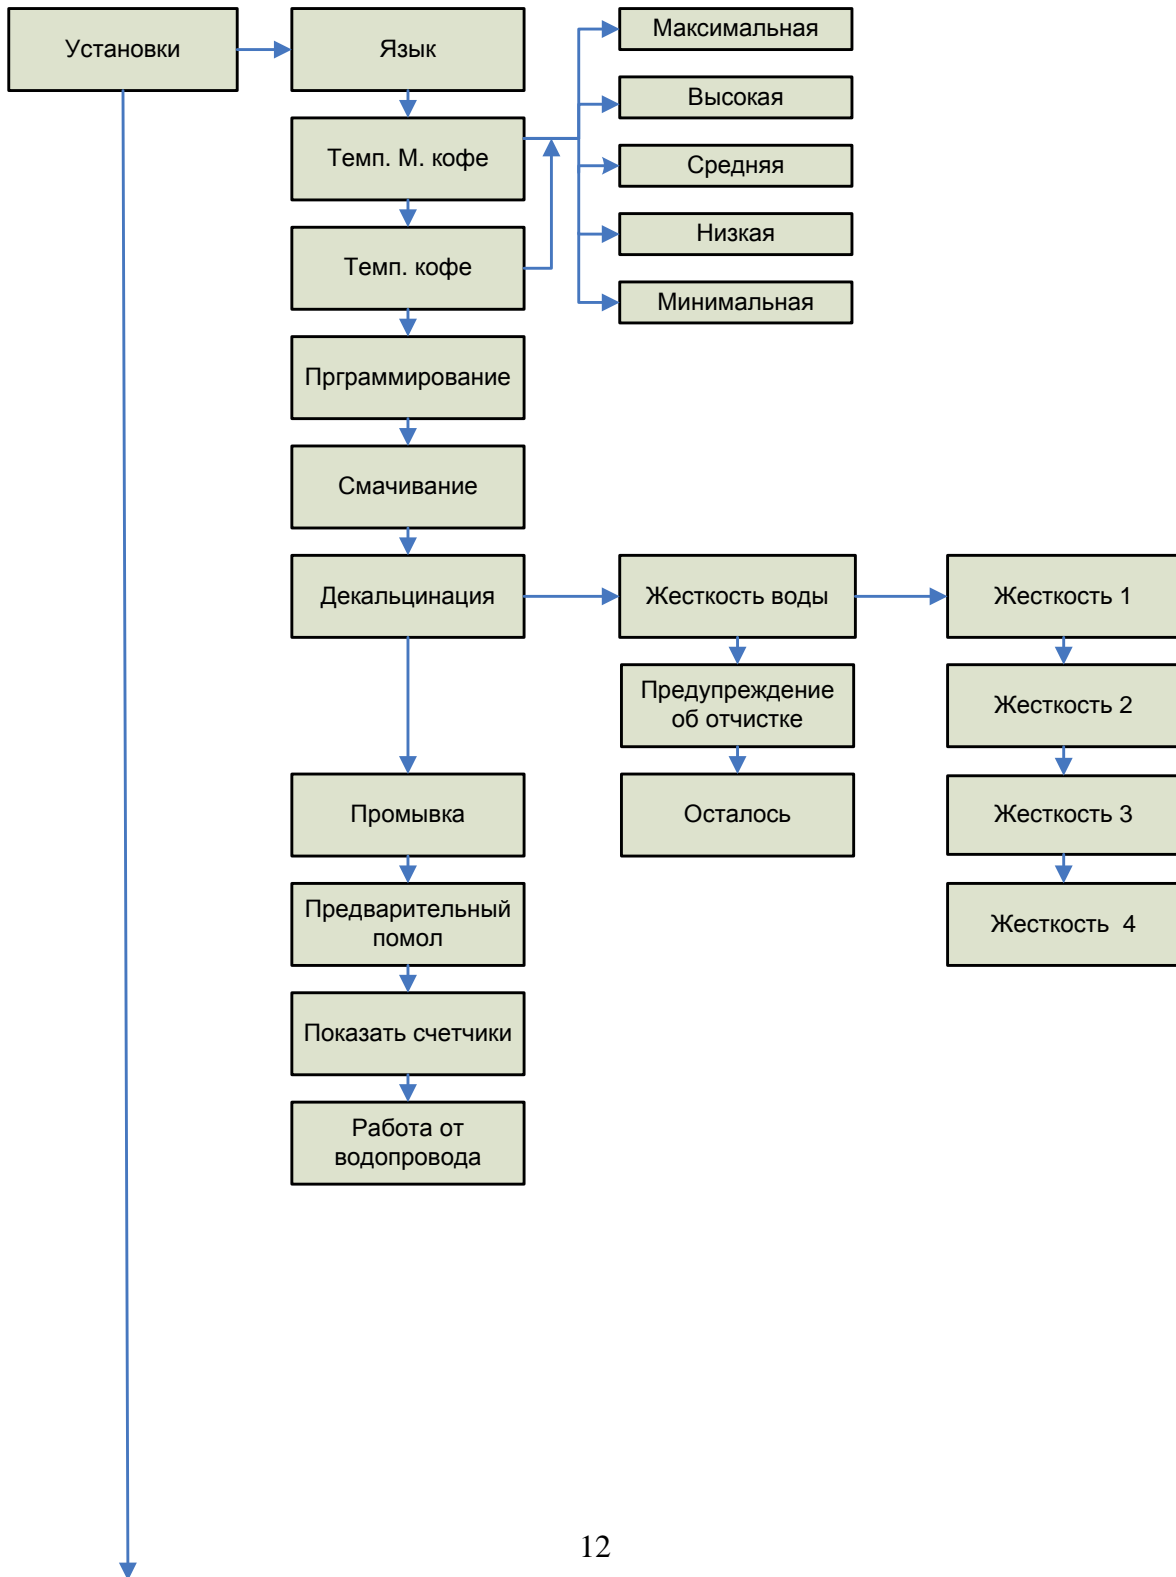 Установки
Язык
Максимальная
Высокая
Темп. М. кофе
Средняя
Низкая
Темп. кофе
Минимальная
Прграммирование
Смачивание
Декальцинация
Жесткость воды
Жесткость 1
Предупреждение
об отчистке
Жесткость 2
Промывка
Осталось
Жесткость 3
Предварительный
помол
Жесткость 4
Показать счетчики
Работа от
водопровода
12